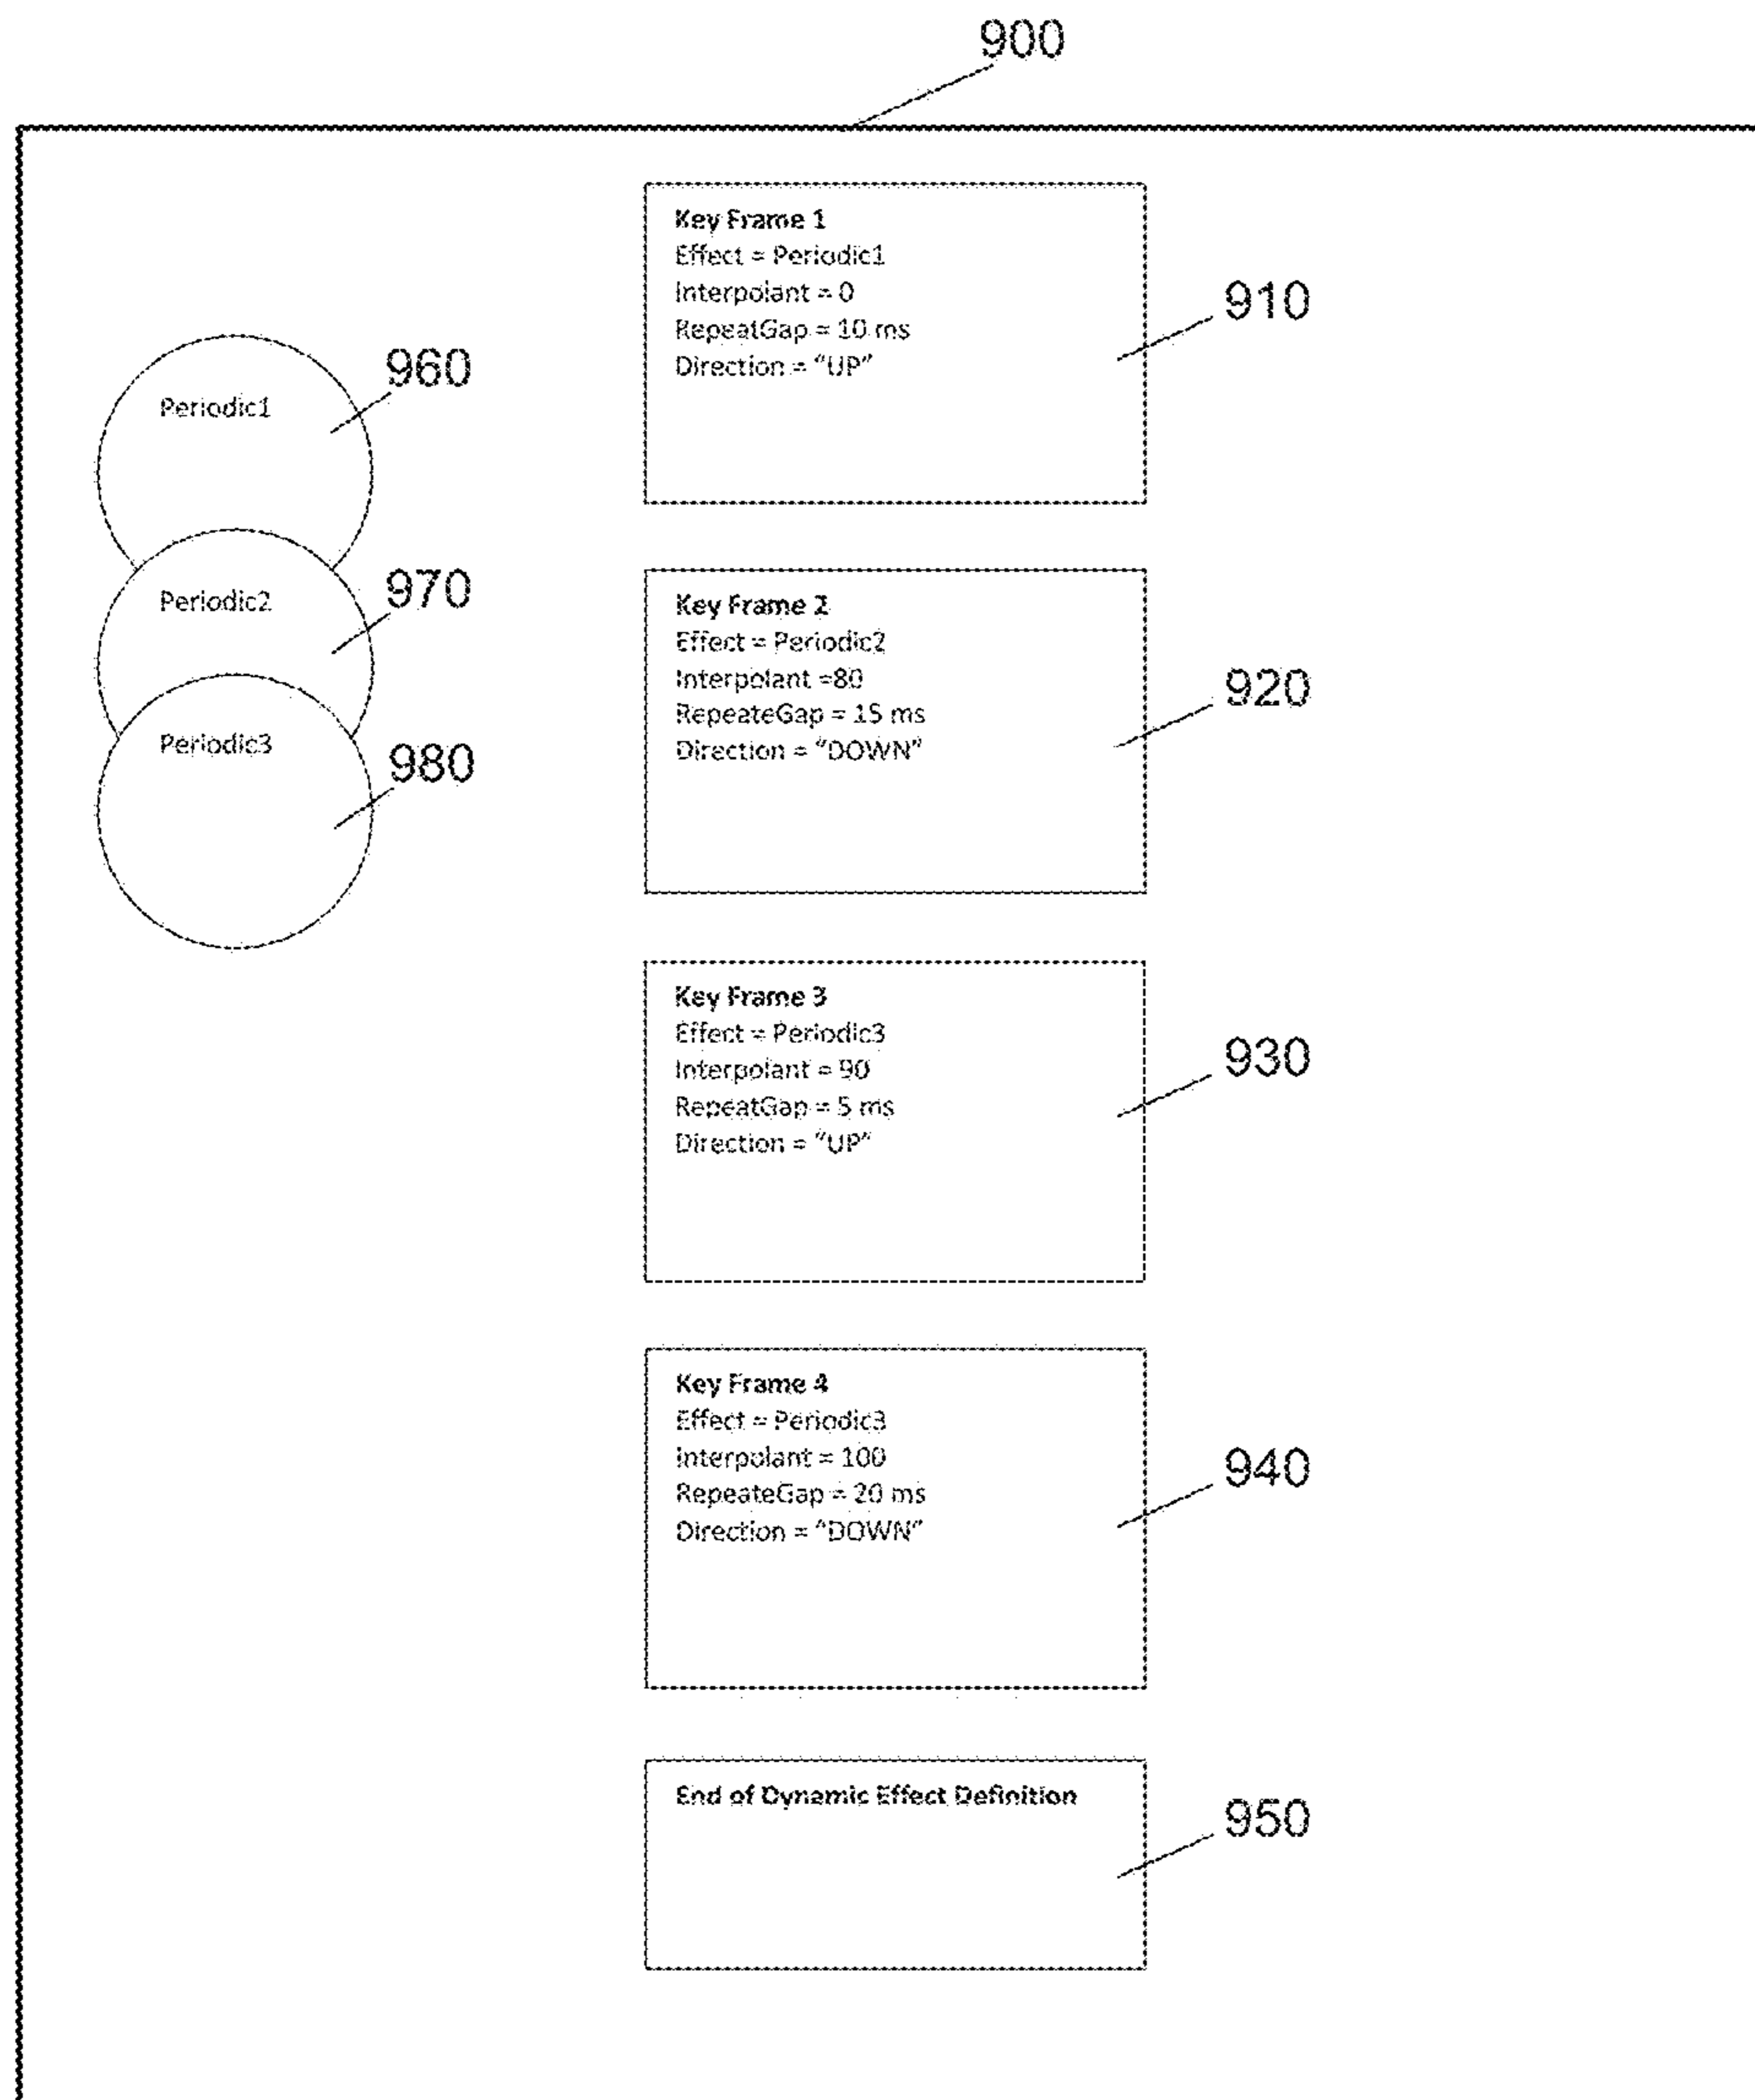 900
Key Frame 1
Effect = Periodic1
Interpolant = 0
RepeatGap = 10 ms
Direction = "UP"
910
Periodic1
960
Periodic2
970
Periodic3
980
Key Frame 2
Effect = Periodic2
Interpolant =80
RepeateGap = 15 ms
Direction = "DOWN"
920
Key Frame 3
Effect = Periodic3
Interpolant = 90
RepeatGap = 5 ms
Direction = "UP"
930
Key Frame 4
Effect = Periodic3
Interpolant = 100
RepeateGap = 20 ms
Direction = "DOWN"
940
End of Dynamic Effect Definition
950